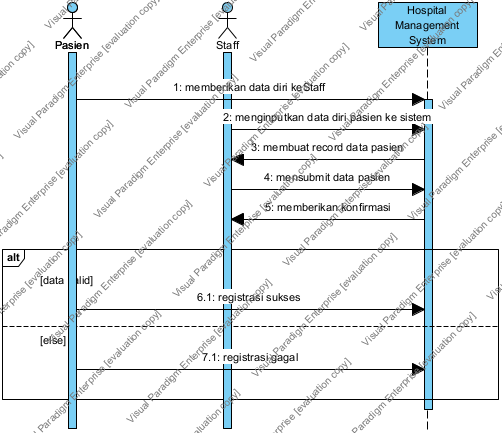 Pasien
Staff
Hospital
Management
System
1: memberikan data diri keStaff
2: menginputkan data diri pasien ke sistem
3: membuat record data pasien
4: mensubmit data pasien
5: memberikan konfirmasi
alt
[data valid]
6.1: registrasi sukses
[else]
7.1: registrasi gagal
Visual Paradigm Enterprise [evaluation copy]